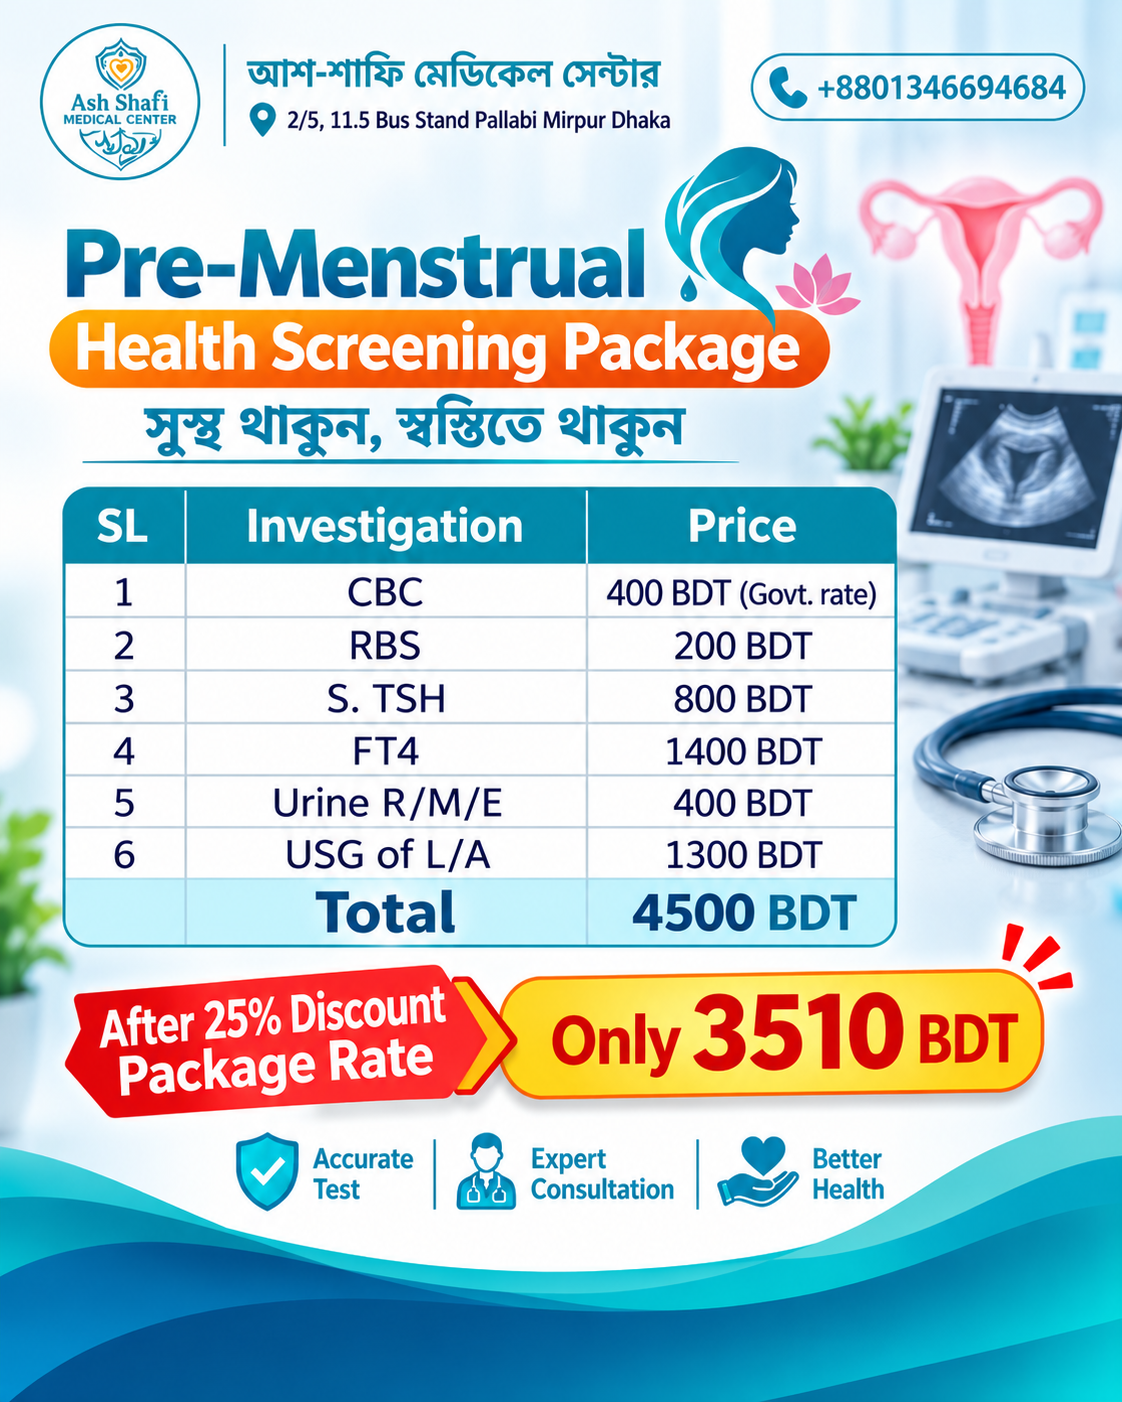 Ash Shafi
MEDICAL CENTER
আশ-শাফি মেডিকেল সেন্টার
2/5, 11.5 Bus Stand Pallabi Mirpur Dhaka
+8801346694684
Pre-Menstrual
Health Screening Package
সুস্থ থাকুন, স্বস্তিতে থাকুন
SL Investigation Price
1 CBC 400 BDT (Govt. rate)
2 RBS 200 BDT
3 S. TSH 800 BDT
4 FT4 1400 BDT
5 Urine R/M/E 400 BDT
6 USG of L/A 1300 BDT
Total 4500 BDT
After 25% Discount
Package Rate
Only 3510 BDT
Accurate
Test
Expert
Consultation
Better
Health